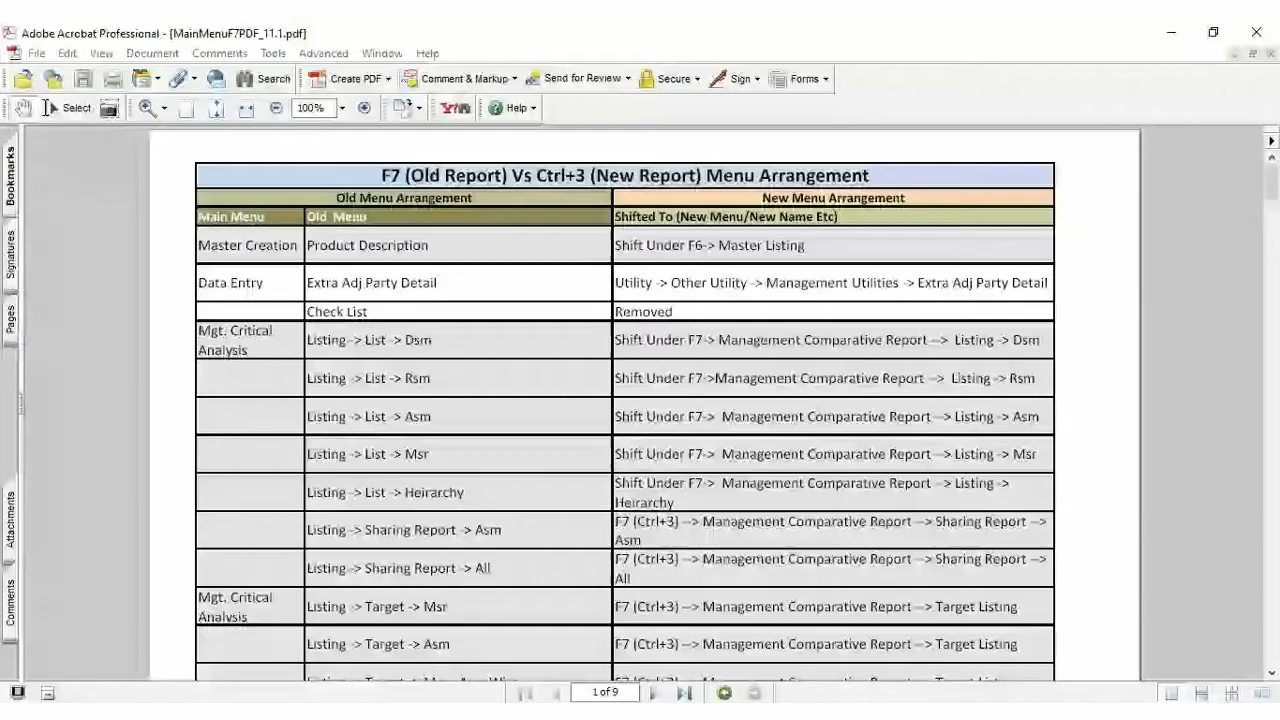 Adobe Acrobat Professional - [MainMenuF7PDF_11.1.pdf]
File Edit View Document Comments Tools Advanced Window Help
Search Create PDF Comment & Markup Send for Review Secure Sign Forms
Select 100% Y! Help
Bookmarks
Signatures
Pages
Attachments
Comments
F7 (Old Report) Vs Ctrl+3 (New Report) Menu Arrangement
Old Menu Arrangement New Menu Arrangement
Main Menu Old Menu Shifted To (New Menu/New Name Etc)
Master Creation Product Description Shift Under F6-> Master Listing
Data Entry Extra Adj Party Detail Utility -> Other Utility -> Management Utilities -> Extra Adj Party Detail
Check List Removed
Mgt. Critical
Analysis
Listing -> List -> Dsm Shift Under F7-> Management Comparative Report —> Listing -> Dsm
Listing -> List -> Rsm Shift Under F7->Management Comparative Report —> Listing -> Rsm
Listing -> List -> Asm Shift Under F7-> Management Comparative Report —> Listing -> Asm
Listing -> List -> Msr Shift Under F7-> Management Comparative Report —> Listing -> Msr
Listing -> List -> Heirarchy Shift Under F7-> Management Comparative Report —> Listing ->
Heirarchy
Listing -> Sharing Report -> Asm F7 (Ctrl+3) —> Management Comparative Report —> Sharing Report —>
Asm
Listing -> Sharing Report -> All F7 (Ctrl+3) —> Management Comparative Report —> Sharing Report —>
All
Mgt. Critical
Analysis
Listing -> Target -> Msr F7 (Ctrl+3) —> Management Comparative Report —> Target Listing
Listing -> Target -> Asm F7 (Ctrl+3) —> Management Comparative Report —> Target Listing
1 of 9